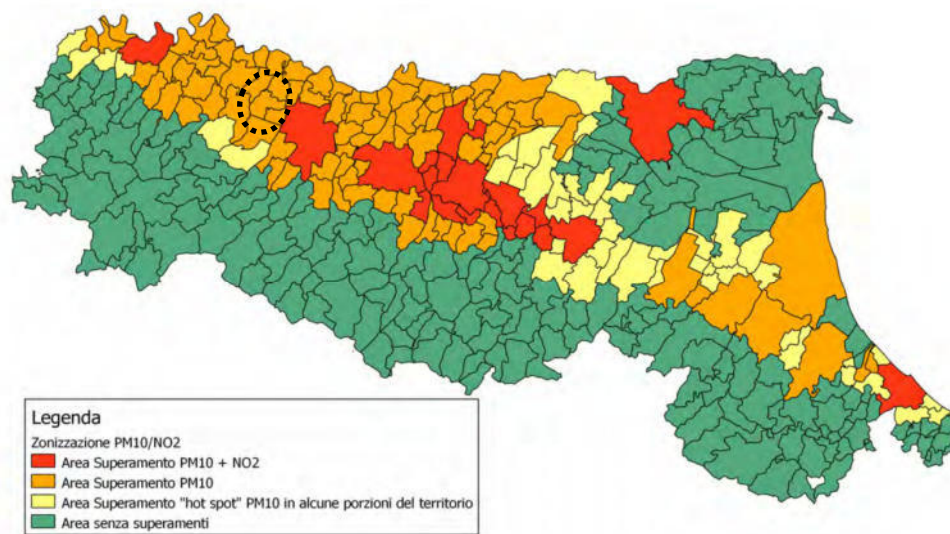 Legenda
Zonizzazione PM10/NO2
Area Superamento PM10 + NO2
Area Superamento PM10
Area Superamento "hot spot" PM10 in alcune porzioni del territorio
Area senza superamenti